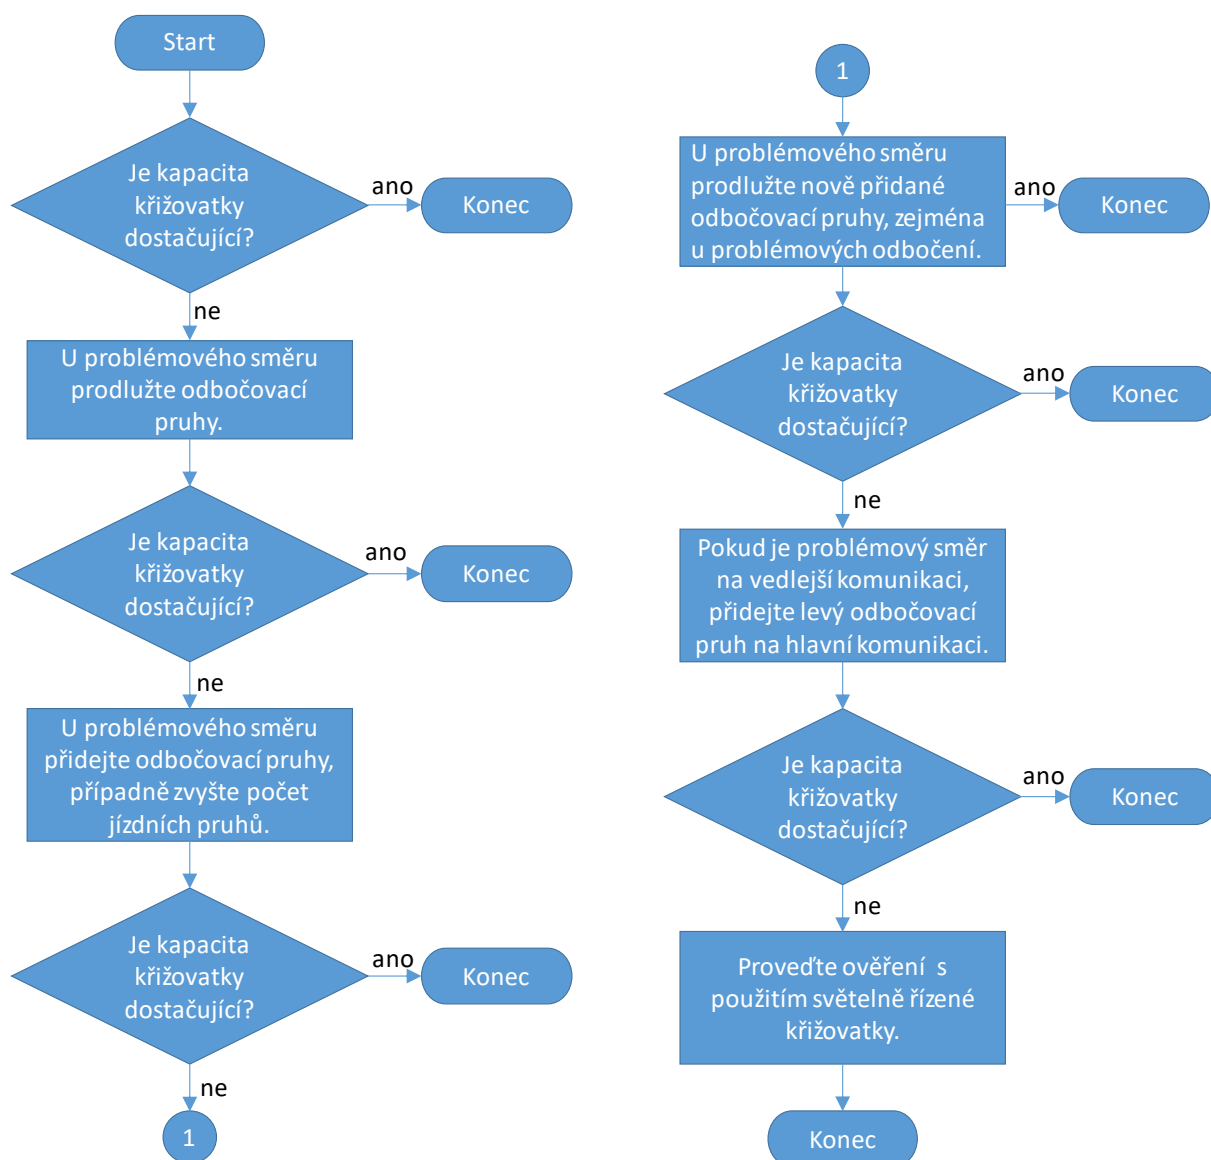 Start
Je kapacita
křižovatky
dostačující?
ano
Konec
ne
U problémového směru
prodlužte odbočovací
pruhy.
Je kapacita
křižovatky
dostačující?
ano
Konec
ne
U problémového směru
přidejte odbočovací pruhy,
případně zvyšte počet
jízdních pruhů.
Je kapacita
křižovatky
dostačující?
ano
Konec
ne
1
1
U problémového směru
prodlužte nově přidané
odbočovací pruhy, zejména
u problémových odbočení.
ano
Konec
Je kapacita
křižovatky
dostačující?
ano
Konec
ne
Pokud je problémový směr
na vedlejší komunikaci,
přidejte levý odbočovací
pruh na hlavní komunikaci.
Je kapacita
křižovatky
dostačující?
ano
Konec
ne
Proveďte ověření s
použitím světelně řízené
křižovatky.
Konec